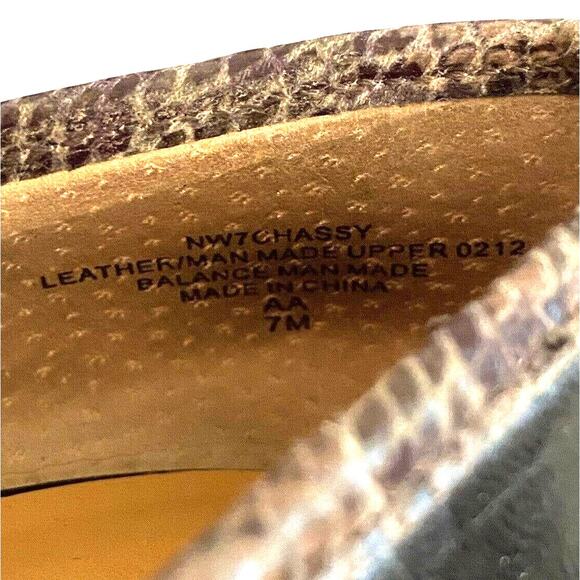 NW7CHASSY
LEATHER/MAN MADE UPPER 0212
BALANCE MAN MADE
MADE IN CHINA
AA
7M